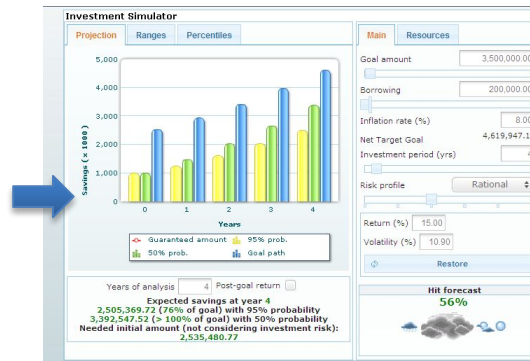 Investment Simulator
Projection Ranges Percentiles
5,000
4,000
3,000
2,000
1,000
0
Savings (x 1000)
0 1 2 3 4
Years
Guaranteed amount 95% prob.
50% prob. Goal path
Years of analysis 4 Post-goal return
Expected savings at year 4
2,505,369.72 (76% of goal) with 95% probability
3,392,547.52 (> 100% of goal) with 50% probability
Needed initial amount (not considering investment risk):
2,535,480.77
Main Resources
Goal amount 3,500,000.00
Borrowing 200,000.00
Inflation rate (%) 8.00
Net Target Goal 4,619,947.1
Investment period (yrs) 4
Risk profile Rational
Return (%) 15.00
Volatility (%) 10.90
Restore
Hit forecast
56%